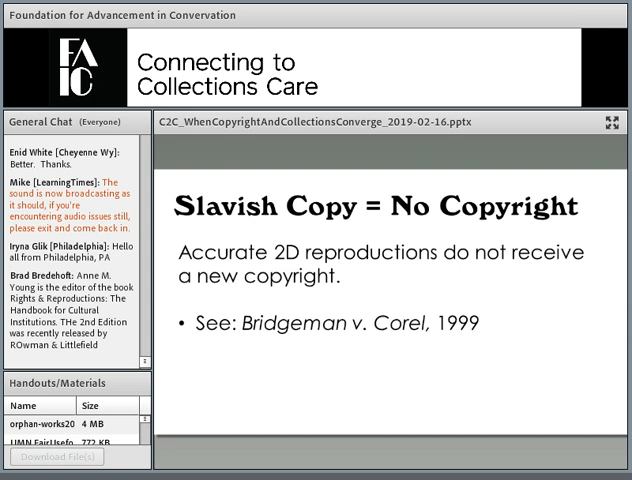 Foundation for Advancement in Convervation
FA
IC
Connecting to
Collections Care
General Chat (Everyone)
Enid White [Cheyenne Wy]:
Better. Thanks.
Mike [LearningTimes]: The
sound is now broadcasting as
it should, if you're
encountering audio issues still,
please exit and come back in.
Iryna Glik [Philadelphia]: Hello
all from Philadelphia, PA
Brad Bredehoft: Anne M.
Young is the editor of the book
Rights & Reproductions: The
Handbook for Cultural
Institutions. THe 2nd Edition
was recently released by
ROwman & Littlefield
Handouts/Materials
Name Size
orphan-works20 4 MB
UMN FairUsefo 772 KB
Download File(s)
C2C_WhenCopyrightAndCollectionsConverge_2019-02-16.pptx
Slavish Copy = No Copyright
Accurate 2D reproductions do not receive
a new copyright.
• See: Bridgeman v. Corel, 1999